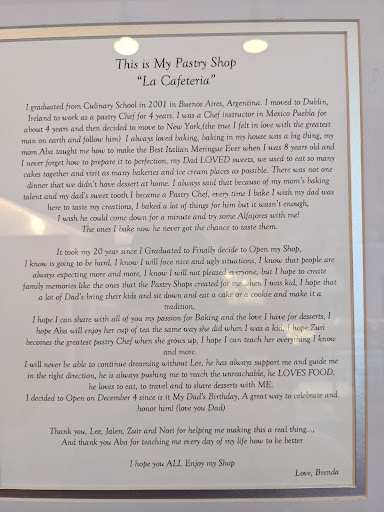 This is My Pastry Shop
"La Cafeteria"
I graduated from Culinary School in 2001 in Buenos Aires, Argentina. I moved to Dublin,
Ireland to work as a pastry Chef for 4 years. I was a Chef instructor in Mexico Puebla for
about 4 years and then decided to move to New York,(the true I felt in love with the greatest
man on earth and follow him) I always loved baking, baking in my house was a big thing, my
mom Aba taught me how to make the Best Italian Meringue Ever when I was 8 years old and
I never forget how to prepare it to perfection, my Dad LOVED sweets, we used to eat so many
cakes together and visit as many bakeries and ice cream places as possible. There was not one
dinner that we didn't have dessert at home. I always said that because of my mom's baking
talent and my dad's sweet tooth I became a Pastry Chef, every time I bake I wish my dad was
here to taste my creations, I baked a lot of things for him but it wasn't enough,
I wish he could come down for a minute and try some Alfajores with me!
The ones I bake now he never got the chance to taste them.
It took my 20 year since I Graduated to Finally decide to Open my Shop,
I know is going to be hard, I know I will face nice and ugly situations, I know that people are
always expecting more and more, I know I will not pleased everyone, but I hope to create
family memories like the ones that the Pastry Shops created for me when I was kid, I hope that
a lot of Dad's bring their kids and sit down and eat a cake or a cookie and make it a
tradition,
I hope I can share with all of you my passion for Baking and the love I have for desserts, I
hope Aba will enjoy her cup of tea the same way she did when I was a kid, I hope Zuri
becomes the greatest pastry Chef when she grows up, I hope I can teach her everything I know
and more.
I will never be able to continue dreaming without Lee, he has always support me and guide me
in the right direction, he is always pushing me to reach the unreachable, he LOVES FOOD,
he loves to eat, to travel and to share desserts with ME.
I decided to Open on December 4 since is it My Dad's Birthday, A great way to celebrate and
honor him! (love you Dad)
Thank you, Lee, Jalen, Zuir and Nori for helping me making this a real thing...,
And thank you Aba for teaching me every day of my life how to be better
I hope you ALL Enjoy my Shop
Love, Brenda